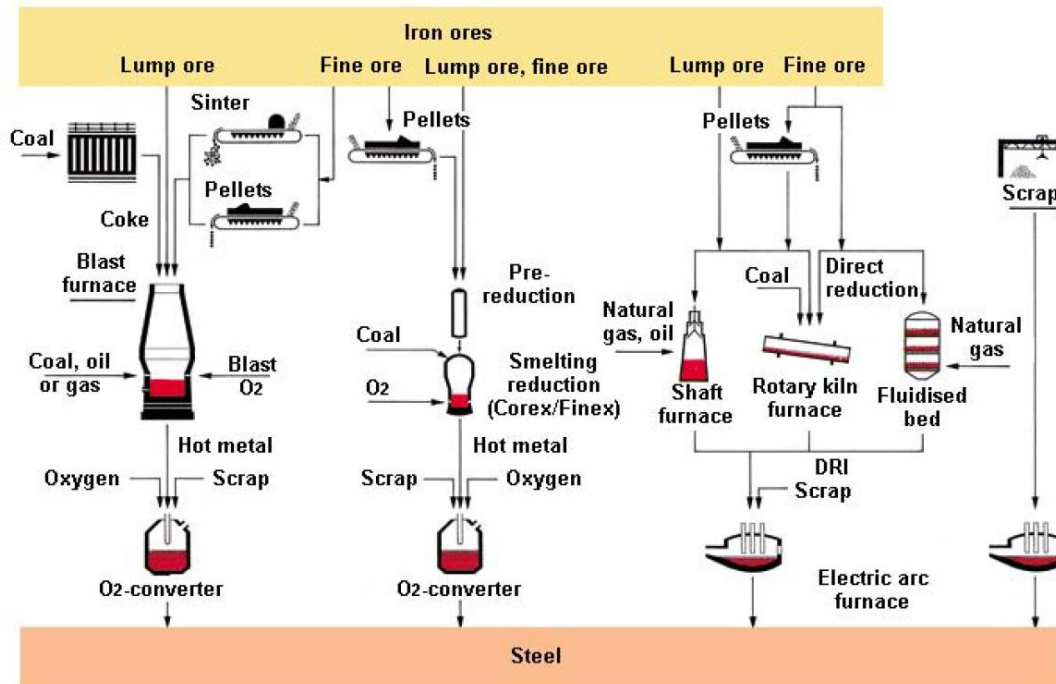 Iron ores
Lump ore
Fine ore
Lump ore, fine ore
Lump ore
Fine ore
Sinter
Coal
Pellets
Pellets
Pellets
Scrap
Coke
Blast
furnace
Pre-
reduction
Coal
Direct
reduction
Natural
gas, oil
Natural
gas
Coal
Coal, oil
or gas
Blast
O2
O2
Smelting
reduction
(Corex/Finex)
Shaft
furnace
Rotary kiln
furnace
Fluidised
bed
Hot metal
Hot metal
Oxygen
Scrap
Scrap
Oxygen
DRI
Scrap
O2-converter
O2-converter
Electric arc
furnace
Steel